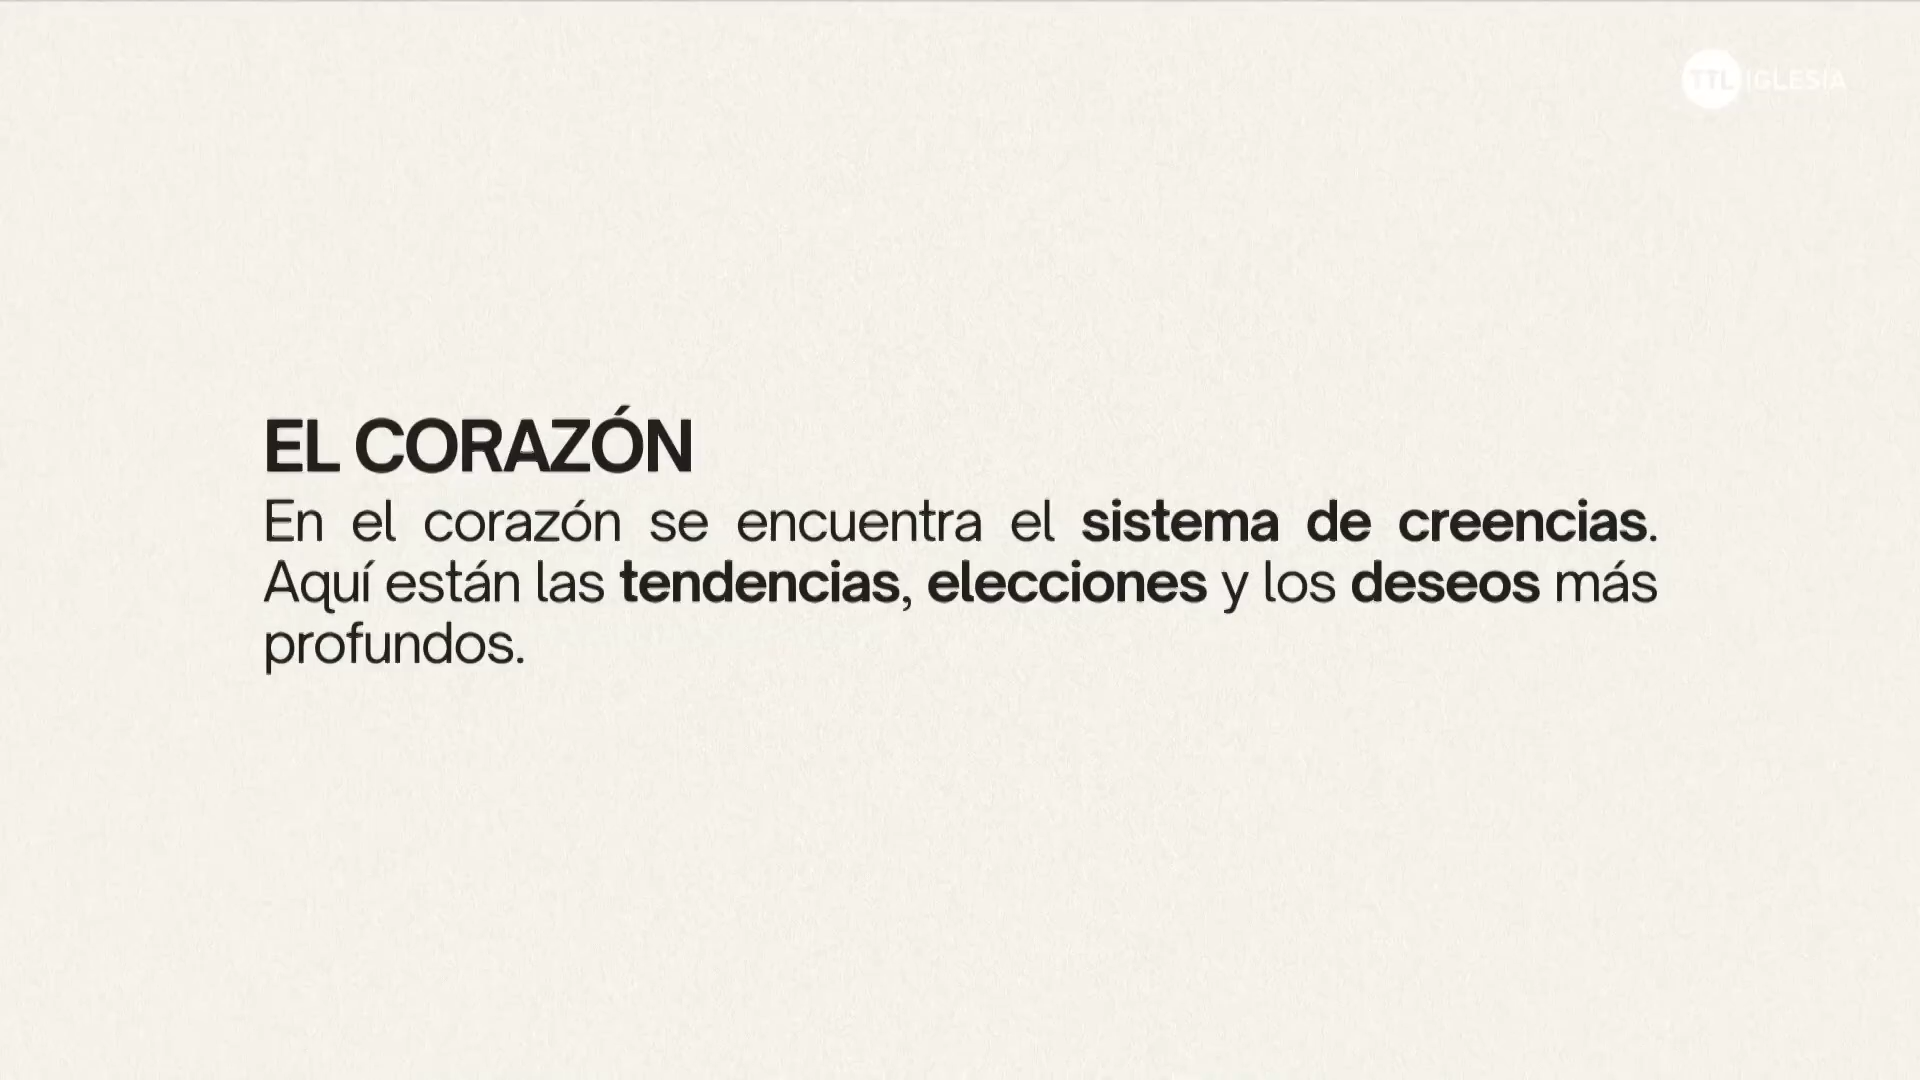 TTL IGLESIA
EL CORAZÓN
En el corazón se encuentra el sistema de creencias.
Aquí están las tendencias, elecciones y los deseos más
profundos.